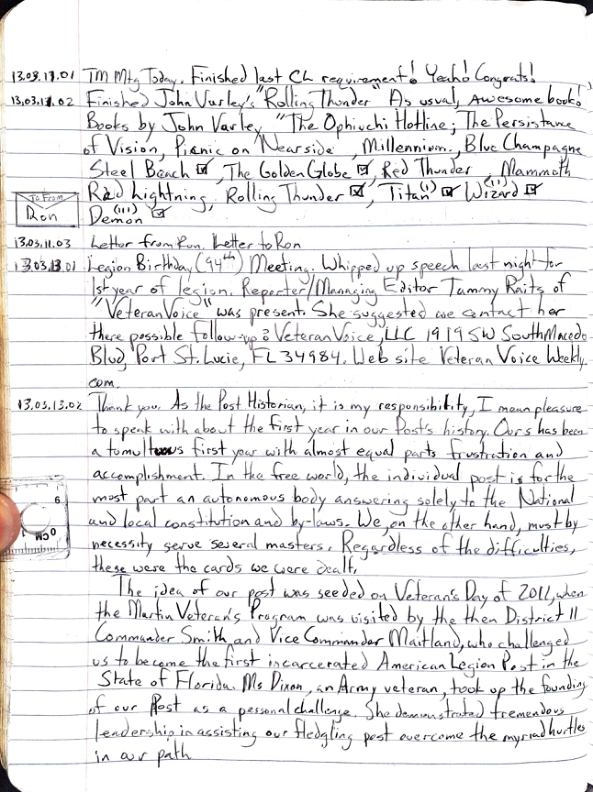 13.03.11.01 TM Mtg Today. Finished last CL requirement! Yeah! Congrats!
13.03.11.02 Finished John Varley's "Rolling Thunder" As usual, awesome book!
Books by John Varley "The Ophiuchi Hotline; The Persistance
of Vision, Picnic on Nearside, Millennium, Blue Champagne
Steel Beach ☑, The Golden Globe ☑, Red Thunder, Mammoth
Red Lightning, Rolling Thunder ☑, Titan (I) ☑ Wizard (II) ☑
To From
Ron
Demon (III) ☑
13.03.11.03 Letter from Ron. Letter to Ron
13.03.13.01 Legion Birthday (94th) Meeting. Whipped up speech last night for
1st year of legion. Reporter/Managing Editor Tammy Raits of
"Veteran Voice" was present. She suggested we contact her
there possible follow-up? Veteran Voice, LLC 1919 SW South Macedo
Blvd, Port St. Lucie, FL 34984. Web site Veteran Voice Weekly.
com.
13.03.13.02 Thank you. As the Post Historian, it is my responsibility, I mean pleasure
to speak with about the first year in our Posts history. Ours has been
a tomultuous first year with almost equal parts frustration and
accomplishment. In the free world, the individual post is for the
most part an autonomous body answering solely to the National
and local constitution and by-laws. We, on the other hand, must by
necessity serve several masters. Regardless of the difficulties,
these were the cards we were dealt.
The idea of our post was seeded on Veteran's Day of 2011, when
the Martin Veteran's Program was visited by the then District 11
Commander Smith and Vice Commander Maitland, who challenged
us to become the first incarcerated American Legion Post in the
State of Florida. Ms Dixon, an Army veteran, took up the founding
of our Post as a personal challenge. She demonstrated tremendous
leadership in assisting our fledgling post overcome the myriad hurtles
in our path
9
CM